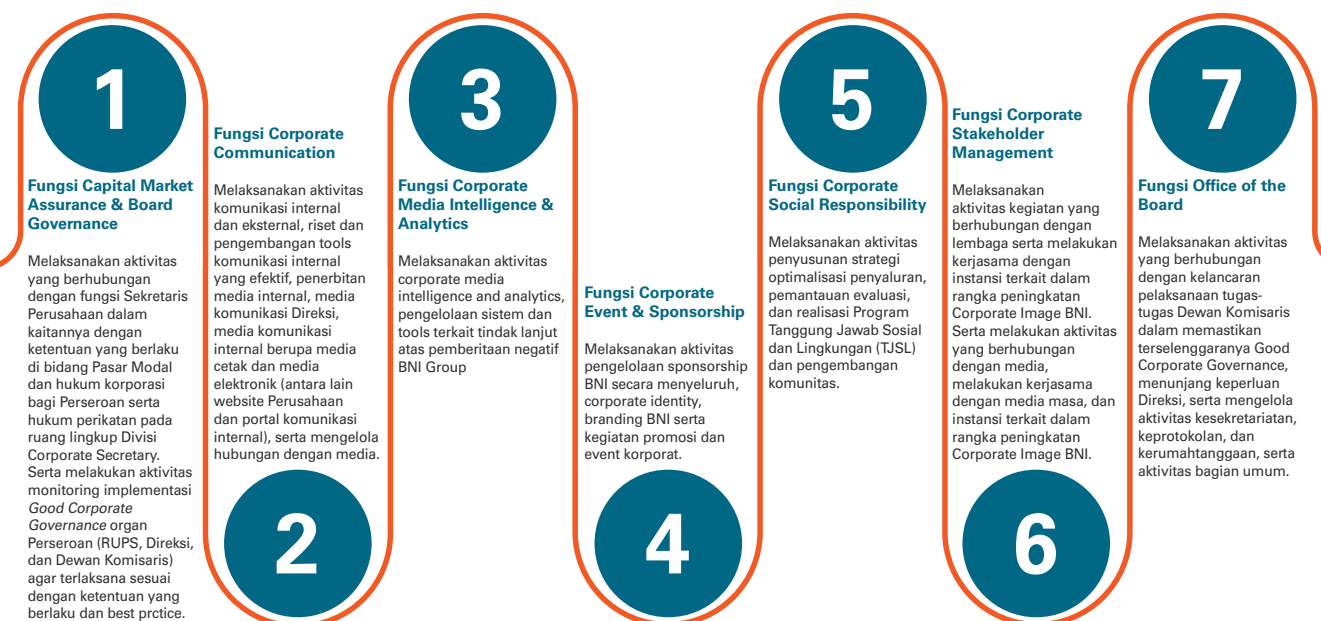 1
Fungsi Capital Market
Assurance & Board
Governance
Melaksanakan aktivitas
yang berhubungan
dengan fungsi Sekretaris
Perusahaan dalam
kaitannya dengan
ketentuan yang berlaku
di bidang Pasar Modal
dan hukum korporasi
bagi Perseroan serta
hukum perikatan pada
ruang lingkup Divisi
Corporate Secretary.
Serta melakukan aktivitas
monitoring implementasi
Good Corporate
Governance organ
Perseroan (RUPS, Direksi,
dan Dewan Komisaris)
agar terlaksana sesuai
dengan ketentuan yang
berlaku dan best prctice.
Fungsi Corporate
Communication
Melaksanakan aktivitas
komunikasi internal
dan eksternal, riset dan
pengembangan tools
komunikasi internal
yang efektif, penerbitan
media internal, media
komunikasi Direksi,
media komunikasi
internal berupa media
cetak dan media
elektronik (antara lain
website Perusahaan
dan portal komunikasi
internal), serta mengelola
hubungan dengan media.
2
3
Fungsi Corporate
Media Intelligence &
Analytics
Melaksanakan aktivitas
corporate media
intelligence and analytics,
pengelolaan sistem dan
tools terkait tindak lanjut
atas pemberitaan negatif
BNI Group
Fungsi Corporate
Event & Sponsorship
Melaksanakan aktivitas
pengelolaan sponsorship
BNI secara menyeluruh,
corporate identity,
branding BNI serta
kegiatan promosi dan
event korporat.
4
5
Fungsi Corporate
Social Responsibility
Melaksanakan aktivitas
penyusunan strategi
optimalisasi penyaluran,
pemantauan evaluasi,
dan realisasi Program
Tanggung Jawab Sosial
dan Lingkungan (TJSL)
dan pengembangan
komunitas.
Fungsi Corporate
Stakeholder
Management
Melaksanakan
aktivitas kegiatan yang
berhubungan dengan
lembaga serta melakukan
kerjasama dengan
instansi terkait dalam
rangka peningkatan
Corporate Image BNI.
Serta melakukan aktivitas
yang berhubungan
dengan media,
melakukan kerjasama
dengan media masa, dan
instansi terkait dalam
rangka peningkatan
Corporate Image BNI.
6
7
Fungsi Office of the
Board
Melaksanakan aktivitas
yang berhubungan
dengan kelancaran
pelaksanaan tugas-
tugas Dewan Komisaris
dalam memastikan
terselenggaranya Good
Corporate Governance,
menunjang keperluan
Direksi, serta mengelola
aktivitas kesekretariatan,
keprotokolan, dan
kerumahtanggaan, serta
aktivitas bagian umum.